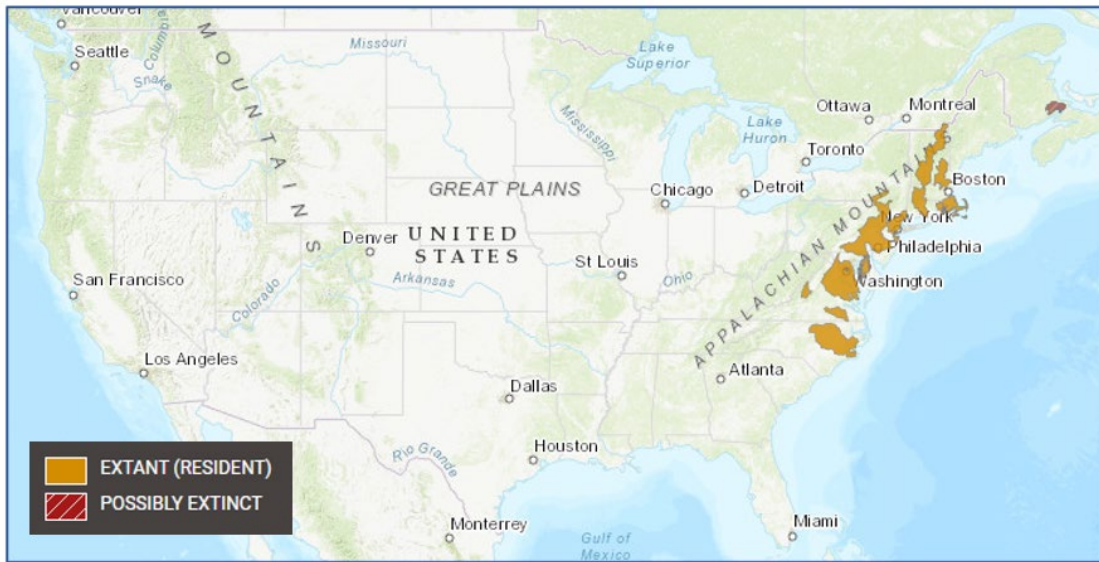 Vancouver
Seattle
Columbia
Snake
Missouri
Lake
Superior
Ottawa
Montreal
Lake
Huron
Toronto
Mississippi
MOUNTAINS
GREAT PLAINS
Chicago
Detroit
Boston
New York
Philadelphia
Washington
APPALACHIAN MOUNTAINS
Denver
UNITED
STATES
St Louis
Ohio
San Francisco
Colorado
Arkansas
Los Angeles
Atlanta
Dallas
Houston
Rio Grande
Monterrey
Gulf of
Mexico
Miami
EXTANT (RESIDENT)
POSSIBLY EXTINCT